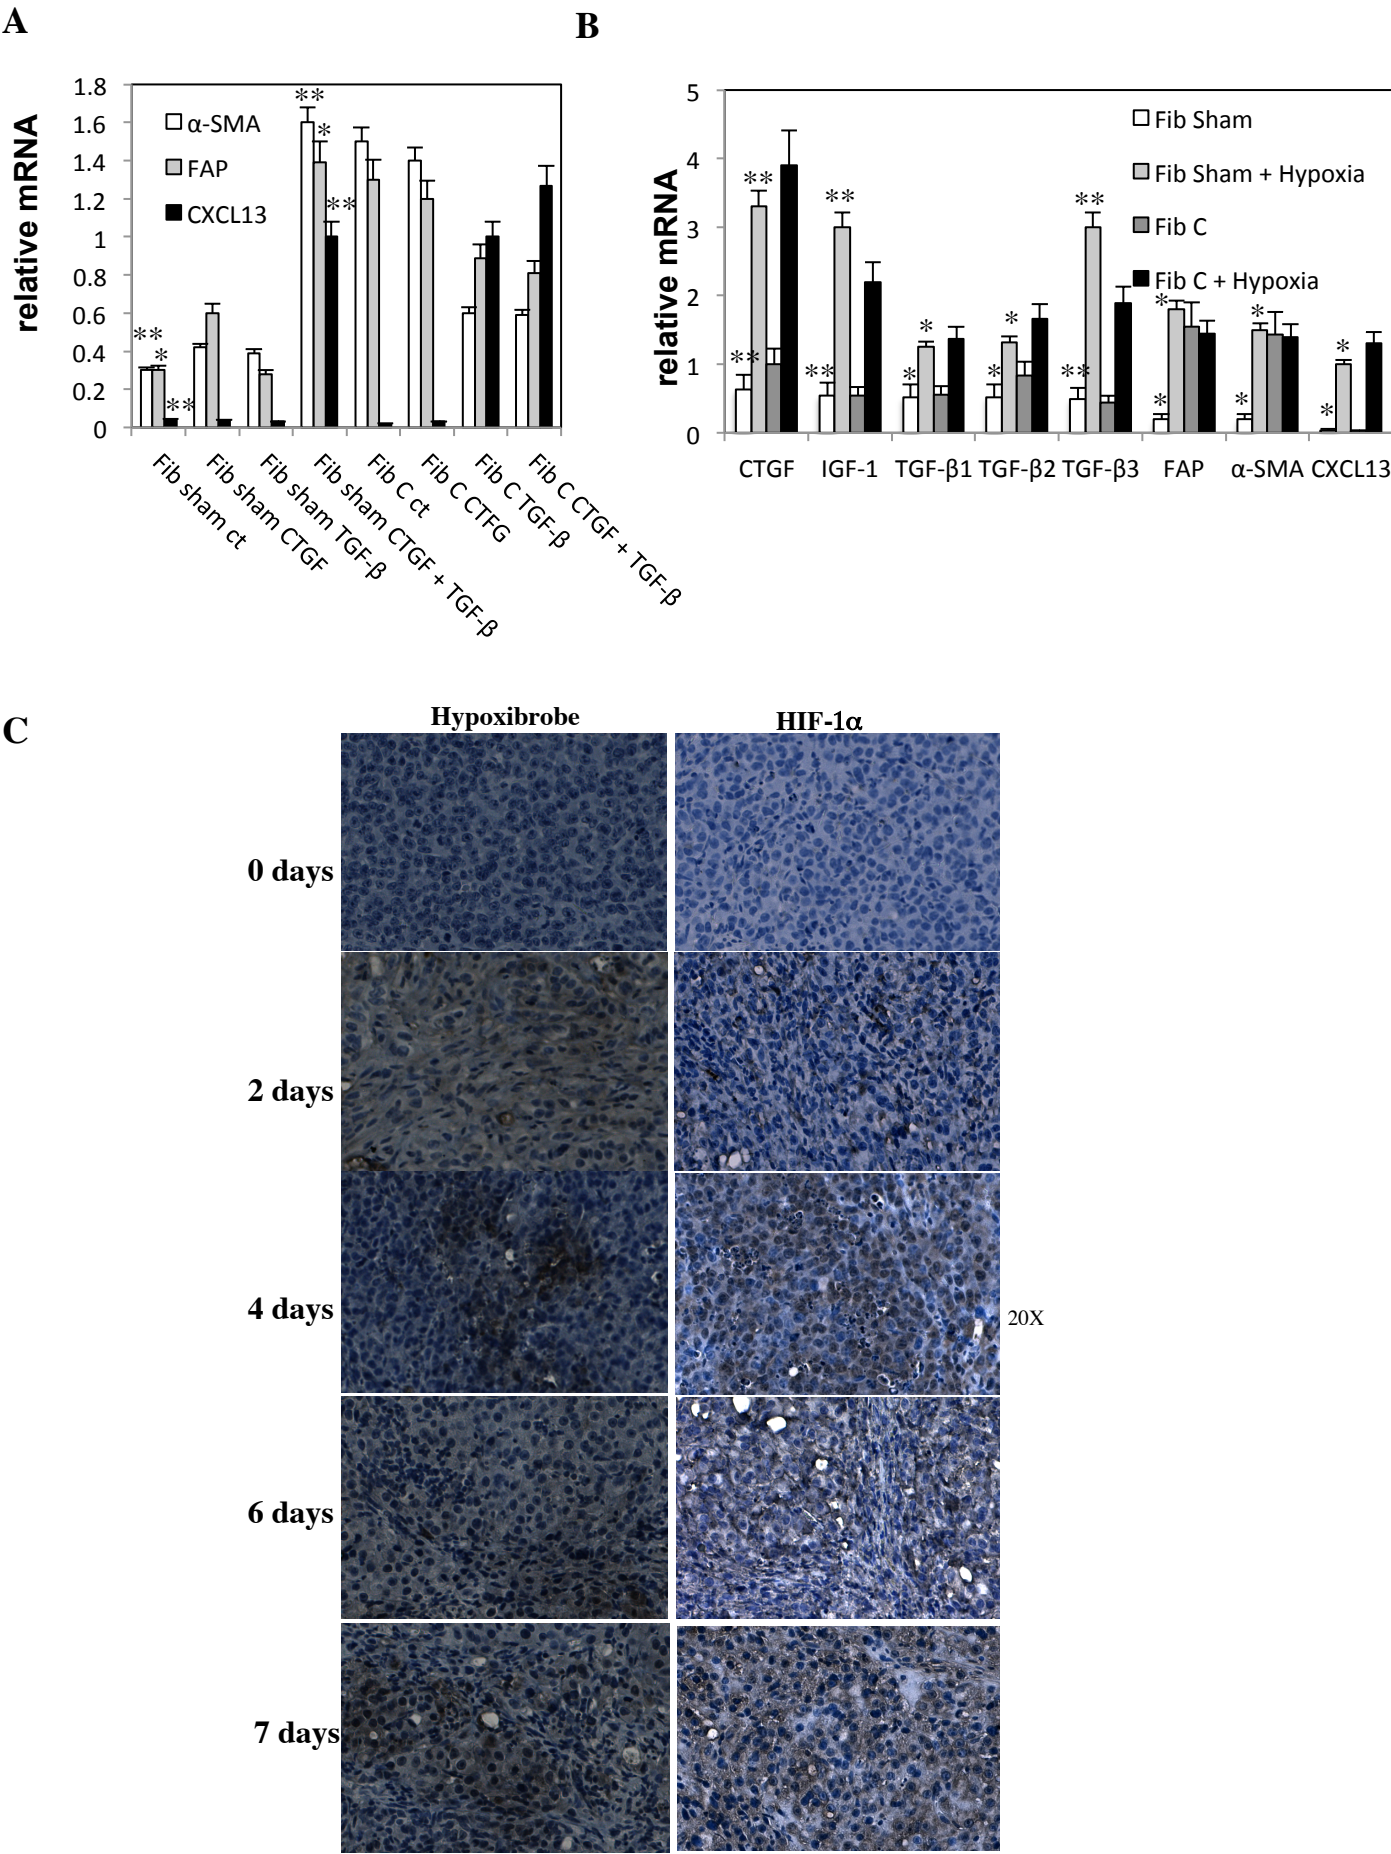 A
B
relative mRNA
1.8
1.6
1.4
1.2
1
0.8
0.6
0.4
0.2
0
α-SMA
FAP
CXCL13
**
*
**
**
*
**
Fib sham ct
Fib sham CTGF
Fib sham TGF-β
Fib sham CTGF + TGF-β
Fib C ct
Fib C CTFG
Fib C TGF-β
Fib C CTGF + TGF-β
relative mRNA
5
4
3
2
1
0
Fib Sham
Fib Sham + Hypoxia
Fib C
Fib C + Hypoxia
**
**
**
**
*
*
*
*
**
**
*
*
*
*
*
*
CTGF IGF-1 TGF-β1 TGF-β2 TGF-β3 FAP α-SMA CXCL13
C
Hypoxibrobe HIF-1α
0 days
2 days
4 days
20X
6 days
7 days